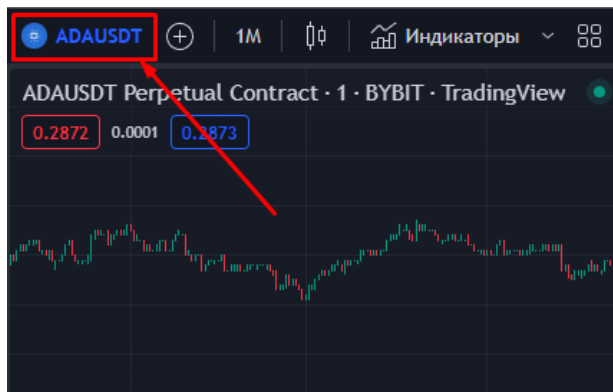 ADAUSDT 1M Индикаторы
ADAUSDT Perpetual Contract · 1 · BYBIT · TradingView
0.2872 0.0001 0.2873